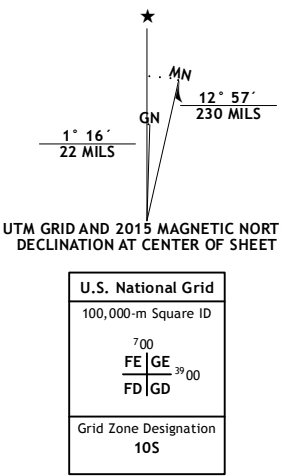 ★
MN
GN
12° 57´
230 MILS
1° 16´
22 MILS
UTM GRID AND 2015 MAGNETIC NORT
DECLINATION AT CENTER OF SHEET
U.S. National Grid
100,000-m Square ID
700
FE GE
3900
FD GD
Grid Zone Designation
10S